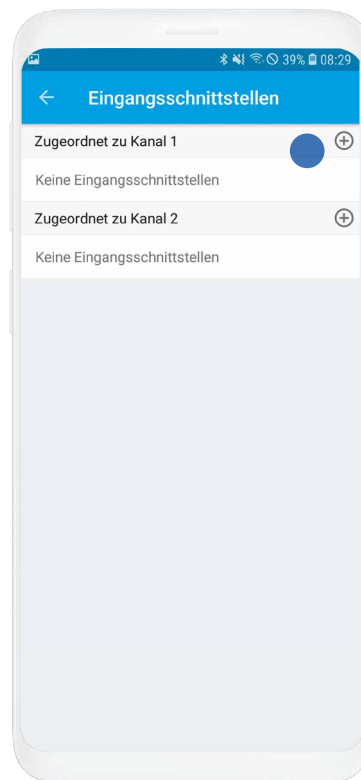 39% 08:29
Eingangsschnittstellen
Zugeordnet zu Kanal 1
Keine Eingangsschnittstellen
Zugeordnet zu Kanal 2
Keine Eingangsschnittstellen